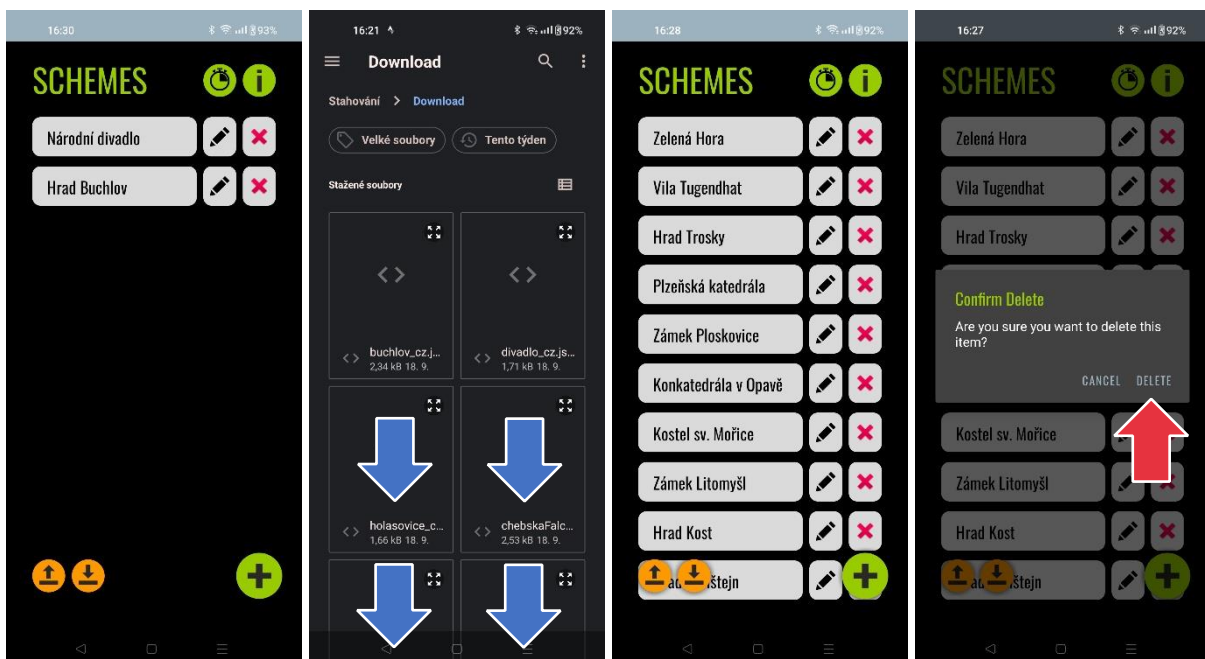 16:30
93%
SCHEMES
Národní divadlo
Hrad Buchlov
16:21
92%
Download
Stahování > Download
Velké soubory
Tento týden
Stažené soubory
buchlov_cz.j...
2,34 kB 18. 9.
divadlo_cz.js...
1,71 kB 18. 9.
holasovice_c...
1,66 kB 18. 9.
chebskaFalc...
2,53 kB 18. 9.
16:28
92%
SCHEMES
Zelená Hora
Vila Tugendhat
Hrad Trosky
Plzeňská katedrála
Zámek Ploskovice
Konkatedrála v Opavě
Kostel sv. Mořice
Zámek Litomyšl
Hrad Kost
štejn
16:27
92%
SCHEMES
Zelená Hora
Vila Tugendhat
Hrad Trosky
Confirm Delete
Are you sure you want to delete this
item?
CANCEL DELETE
Kostel sv. Mořice
Zámek Litomyšl
Hrad Kost
štejn